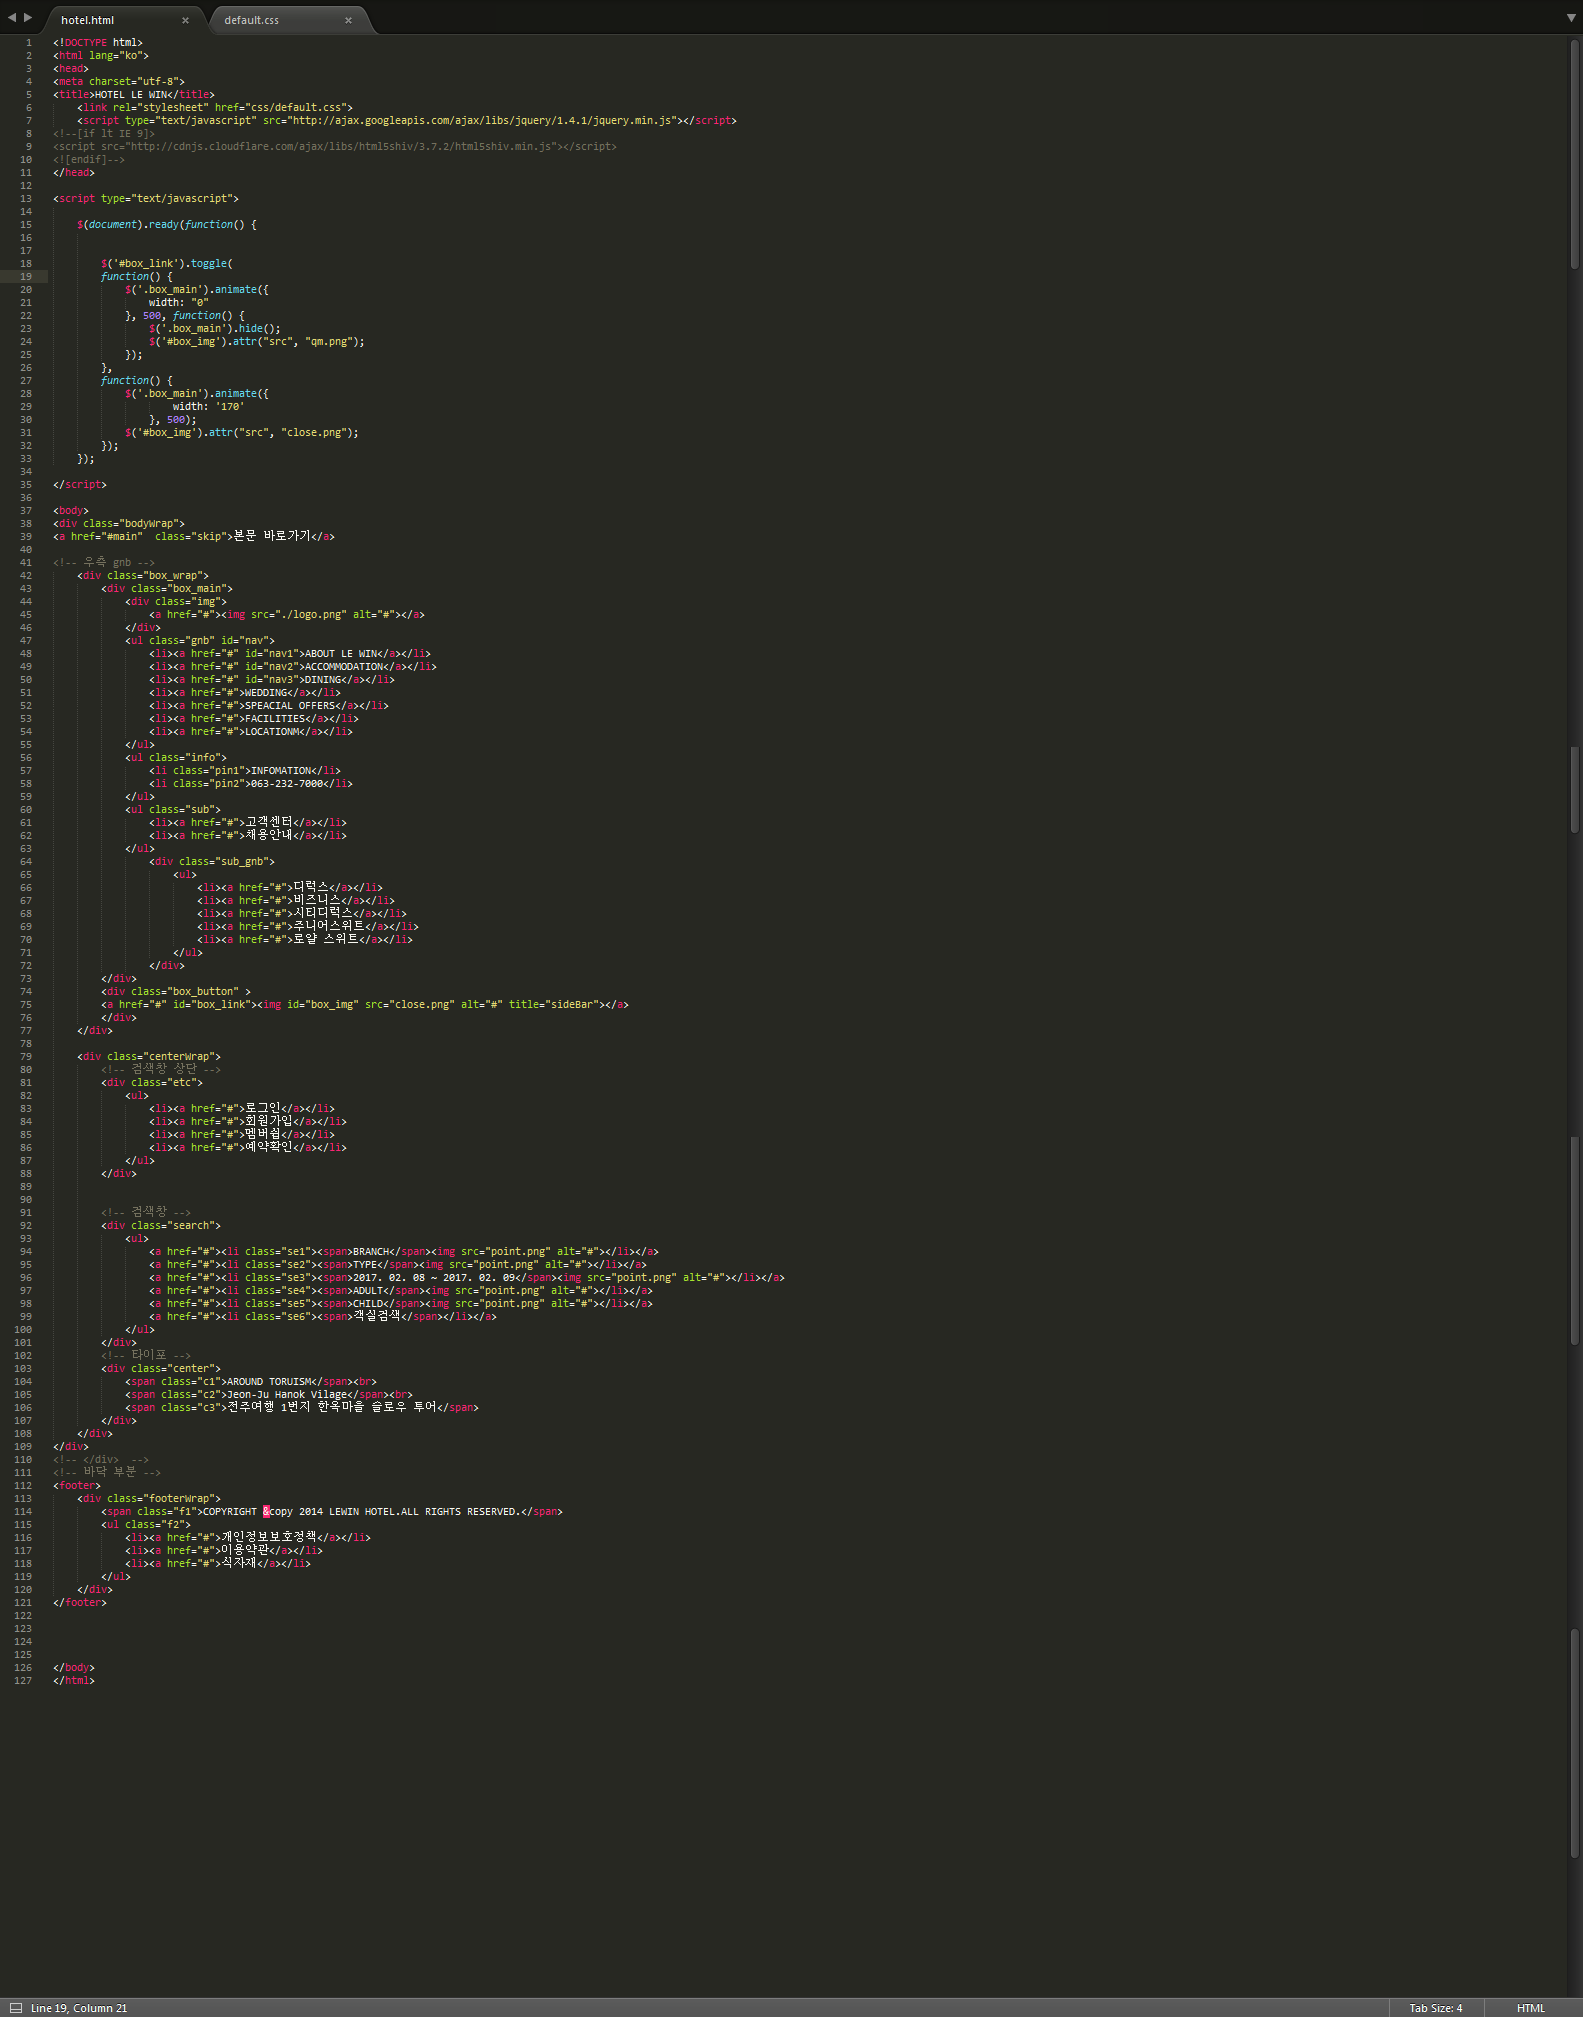 hotel.html × default.css ×
1 <!DOCTYPE html>
2 <html lang="ko">
3 <head>
4 <meta charset="utf-8">
5 <title>HOTEL LE WIN</title>
6     <link rel="stylesheet" href="css/default.css">
7     <script type="text/javascript" src="http://ajax.googleapis.com/ajax/libs/jquery/1.4.1/jquery.min.js"></script>
8 <!--[if lt IE 9]>
9 <script src="http://cdnjs.cloudflare.com/ajax/libs/html5shiv/3.7.2/html5shiv.min.js"></script>
10 <![endif]-->
11 </head>
12
13 <script type="text/javascript">
14
15     $(document).ready(function() {
16
17
18         $('#box_link').toggle(
19         function() {
20             $('.box_main').animate({
21                 width: "0"
22             }, 500, function() {
23                 $('.box_main').hide();
24                 $('#box_img').attr("src", "qm.png");
25             });
26         },
27         function() {
28             $('.box_main').animate({
29                     width: '170'
30                 }, 500);
31             $('#box_img').attr("src", "close.png");
32         });
33     });
34
35 </script>
36
37 <body>
38 <div class="bodyWrap">
39 <a href="#main"  class="skip">본문 바로가기</a>
40
41 <!-- 우측 gnb -->
42     <div class="box_wrap">
43         <div class="box_main">
44             <div class="img">
45                 <a href="#"><img src="./logo.png" alt="#"></a>
46             </div>
47             <ul class="gnb" id="nav">
48                 <li><a href="#" id="nav1">ABOUT LE WIN</a></li>
49                 <li><a href="#" id="nav2">ACCOMMODATION</a></li>
50                 <li><a href="#" id="nav3">DINING</a></li>
51                 <li><a href="#">WEDDING</a></li>
52                 <li><a href="#">SPEACIAL OFFERS</a></li>
53                 <li><a href="#">FACILITIES</a></li>
54                 <li><a href="#">LOCATIONM</a></li>
55             </ul>
56             <ul class="info">
57                 <li class="pin1">INFOMATION</li>
58                 <li class="pin2">063-232-7000</li>
59             </ul>
60             <ul class="sub">
61                 <li><a href="#">고객센터</a></li>
62                 <li><a href="#">채용안내</a></li>
63             </ul>
64                 <div class="sub_gnb">
65                     <ul>
66                         <li><a href="#">디럭스</a></li>
67                         <li><a href="#">비즈니스</a></li>
68                         <li><a href="#">시티디럭스</a></li>
69                         <li><a href="#">주니어스위트</a></li>
70                         <li><a href="#">로얄 스위트</a></li>
71                     </ul>
72                 </div>
73         </div>
74         <div class="box_button" >
75         <a href="#" id="box_link"><img id="box_img" src="close.png" alt="#" title="sideBar"></a>
76         </div>
77     </div>
78
79     <div class="centerWrap">
80         <!-- 검색창 상단 -->
81         <div class="etc">
82             <ul>
83                 <li><a href="#">로그인</a></li>
84                 <li><a href="#">회원가입</a></li>
85                 <li><a href="#">멤버쉽</a></li>
86                 <li><a href="#">예약확인</a></li>
87             </ul>
88         </div>
89
90
91         <!-- 검색창 -->
92         <div class="search">
93             <ul>
94                 <a href="#"><li class="se1"><span>BRANCH</span><img src="point.png" alt="#"></li></a>
95                 <a href="#"><li class="se2"><span>TYPE</span><img src="point.png" alt="#"></li></a>
96                 <a href="#"><li class="se3"><span>2017. 02. 08 ~ 2017. 02. 09</span><img src="point.png" alt="#"></li></a>
97                 <a href="#"><li class="se4"><span>ADULT</span><img src="point.png" alt="#"></li></a>
98                 <a href="#"><li class="se5"><span>CHILD</span><img src="point.png" alt="#"></li></a>
99                 <a href="#"><li class="se6"><span>객실검색</span></li></a>
100             </ul>
101         </div>
102         <!-- 타이포 -->
103         <div class="center">
104             <span class="c1">AROUND TORUISM</span><br>
105             <span class="c2">Jeon-Ju Hanok Vilage</span><br>
106             <span class="c3">전주여행 1번지 한옥마을 슬로우 투어</span>
107         </div>
108     </div>
109 </div>
110 <!-- </div>  -->
111 <!-- 바닥 부분 -->
112 <footer>
113     <div class="footerWrap">
114         <span class="f1">COPYRIGHT &copy 2014 LEWIN HOTEL.ALL RIGHTS RESERVED.</span>
115         <ul class="f2">
116             <li><a href="#">개인정보보호정책</a></li>
117             <li><a href="#">이용약관</a></li>
118             <li><a href="#">식자재</a></li>
119         </ul>
120     </div>
121 </footer>
122
123
124
125
126 </body>
127 </html>
Line 19, Column 21 Tab Size: 4 HTML